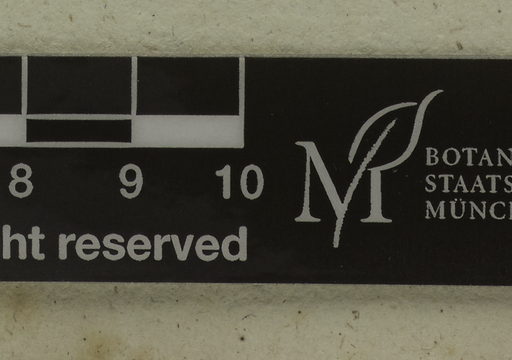 8 9 10
ht reserved
M
BOTAN
STAATS
MÜNC